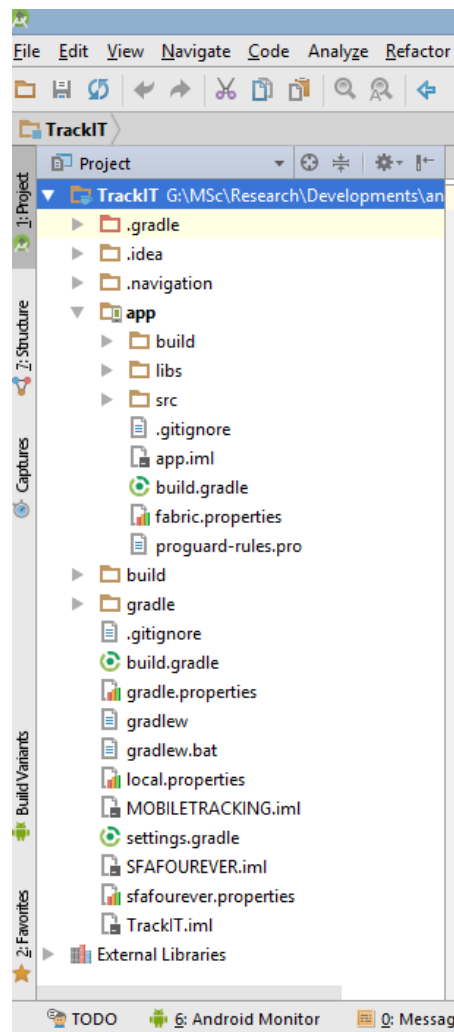 File Edit View Navigate Code Analyze Refactor
TrackIT
Project
TrackIT G:\MSc\Research\Developments\an
.gradle
.idea
.navigation
app
build
libs
src
.gitignore
app.iml
build.gradle
fabric.properties
proguard-rules.pro
build
gradle
.gitignore
build.gradle
gradle.properties
gradlew
gradlew.bat
local.properties
MOBILETRACKING.iml
settings.gradle
SFAFOUREVER.iml
sfafourever.properties
TrackIT.iml
External Libraries
1: Project
7: Structure
Captures
Build Variants
2: Favorites
TODO 6: Android Monitor 0: Messag